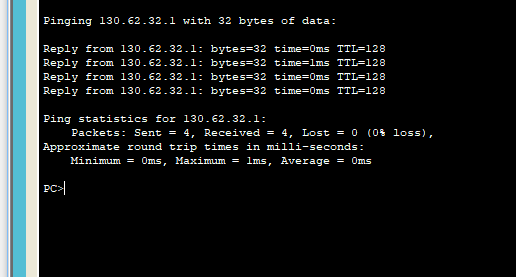 Pinging 130.62.32.1 with 32 bytes of data:
Reply from 130.62.32.1: bytes=32 time=0ms TTL=128
Reply from 130.62.32.1: bytes=32 time=1ms TTL=128
Reply from 130.62.32.1: bytes=32 time=0ms TTL=128
Reply from 130.62.32.1: bytes=32 time=0ms TTL=128
Ping statistics for 130.62.32.1:
Packets: Sent = 4, Received = 4, Lost = 0 (0% loss),
Approximate round trip times in milli-seconds:
Minimum = 0ms, Maximum = 1ms, Average = 0ms
PC>